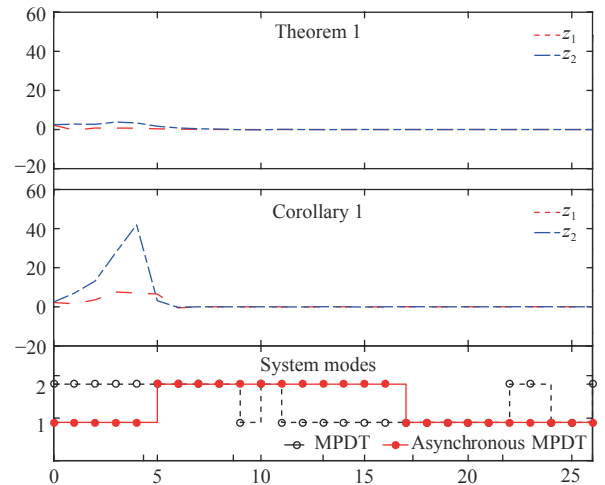 60
Theorem 1
z1
40
z2
20
0
−20
60
Corollary 1
z1
40
z2
20
0
−20
System modes
2
1
MPDT Asynchronous MPDT
0 5 10 15 20 25